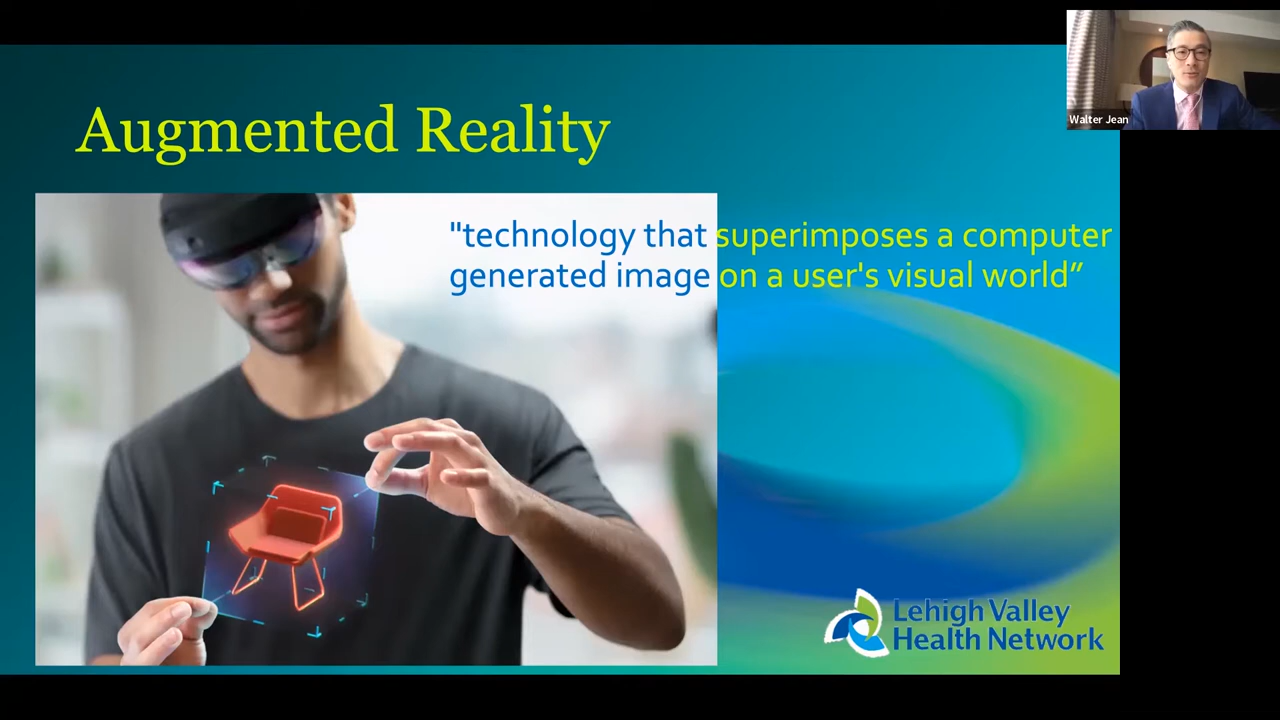 Walter Jean
Augmented Reality
"technology that superimposes a computer
generated image on a user's visual world”
Lehigh Valley
Health Network